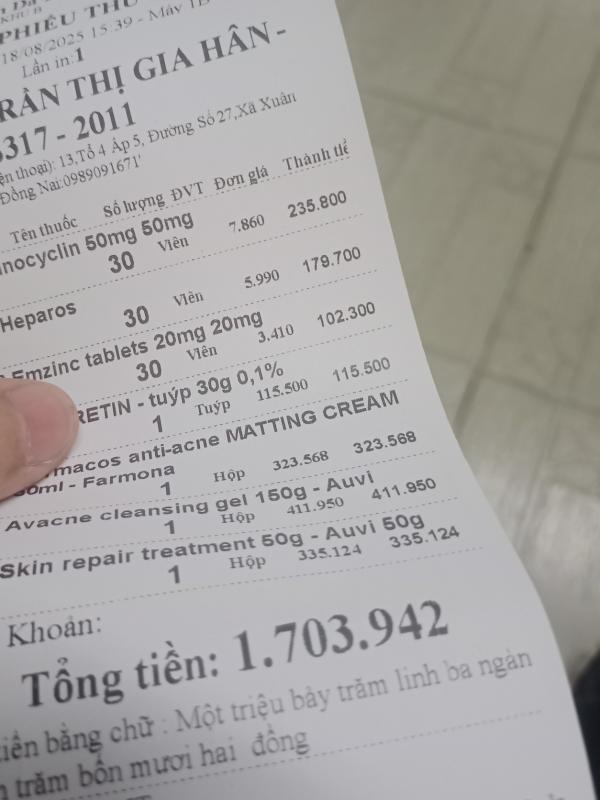 PHIẾU THU
18/08/2025 15:39 - Máy
Lần in:1
TRẦN THỊ GIA HÂN -
6317 - 2011
điện thoại): 13,Tổ 4 Ấp 5, Đường Số 27,Xã Xuân
Đồng Nai:0989091671'
Tên thuốc Số lượng ĐVT Đơn giá Thành tiề
nocyclin 50mg 50mg
30 Viên 7.860 235.800
Heparos
30 Viên 5.990 179.700
Emzinc tablets 20mg 20mg
30 Viên 3.410 102.300
RETIN - tuýp 30g 0,1%
1 Tuýp 115.500 115.500
macos anti-acne MATTING CREAM
50ml - Farmona
1 Hộp 323.568 323.568
Avacne cleansing gel 150g - Auvi
1 Hộp 411.950 411.950
Skin repair treatment 50g - Auvi 50g
1 Hộp 335.124 335.124
Khoản:
Tổng tiền: 1.703.942
tiền bằng chữ : Một triệu bảy trăm linh ba ngàn
trăm bốn mươi hai đồng